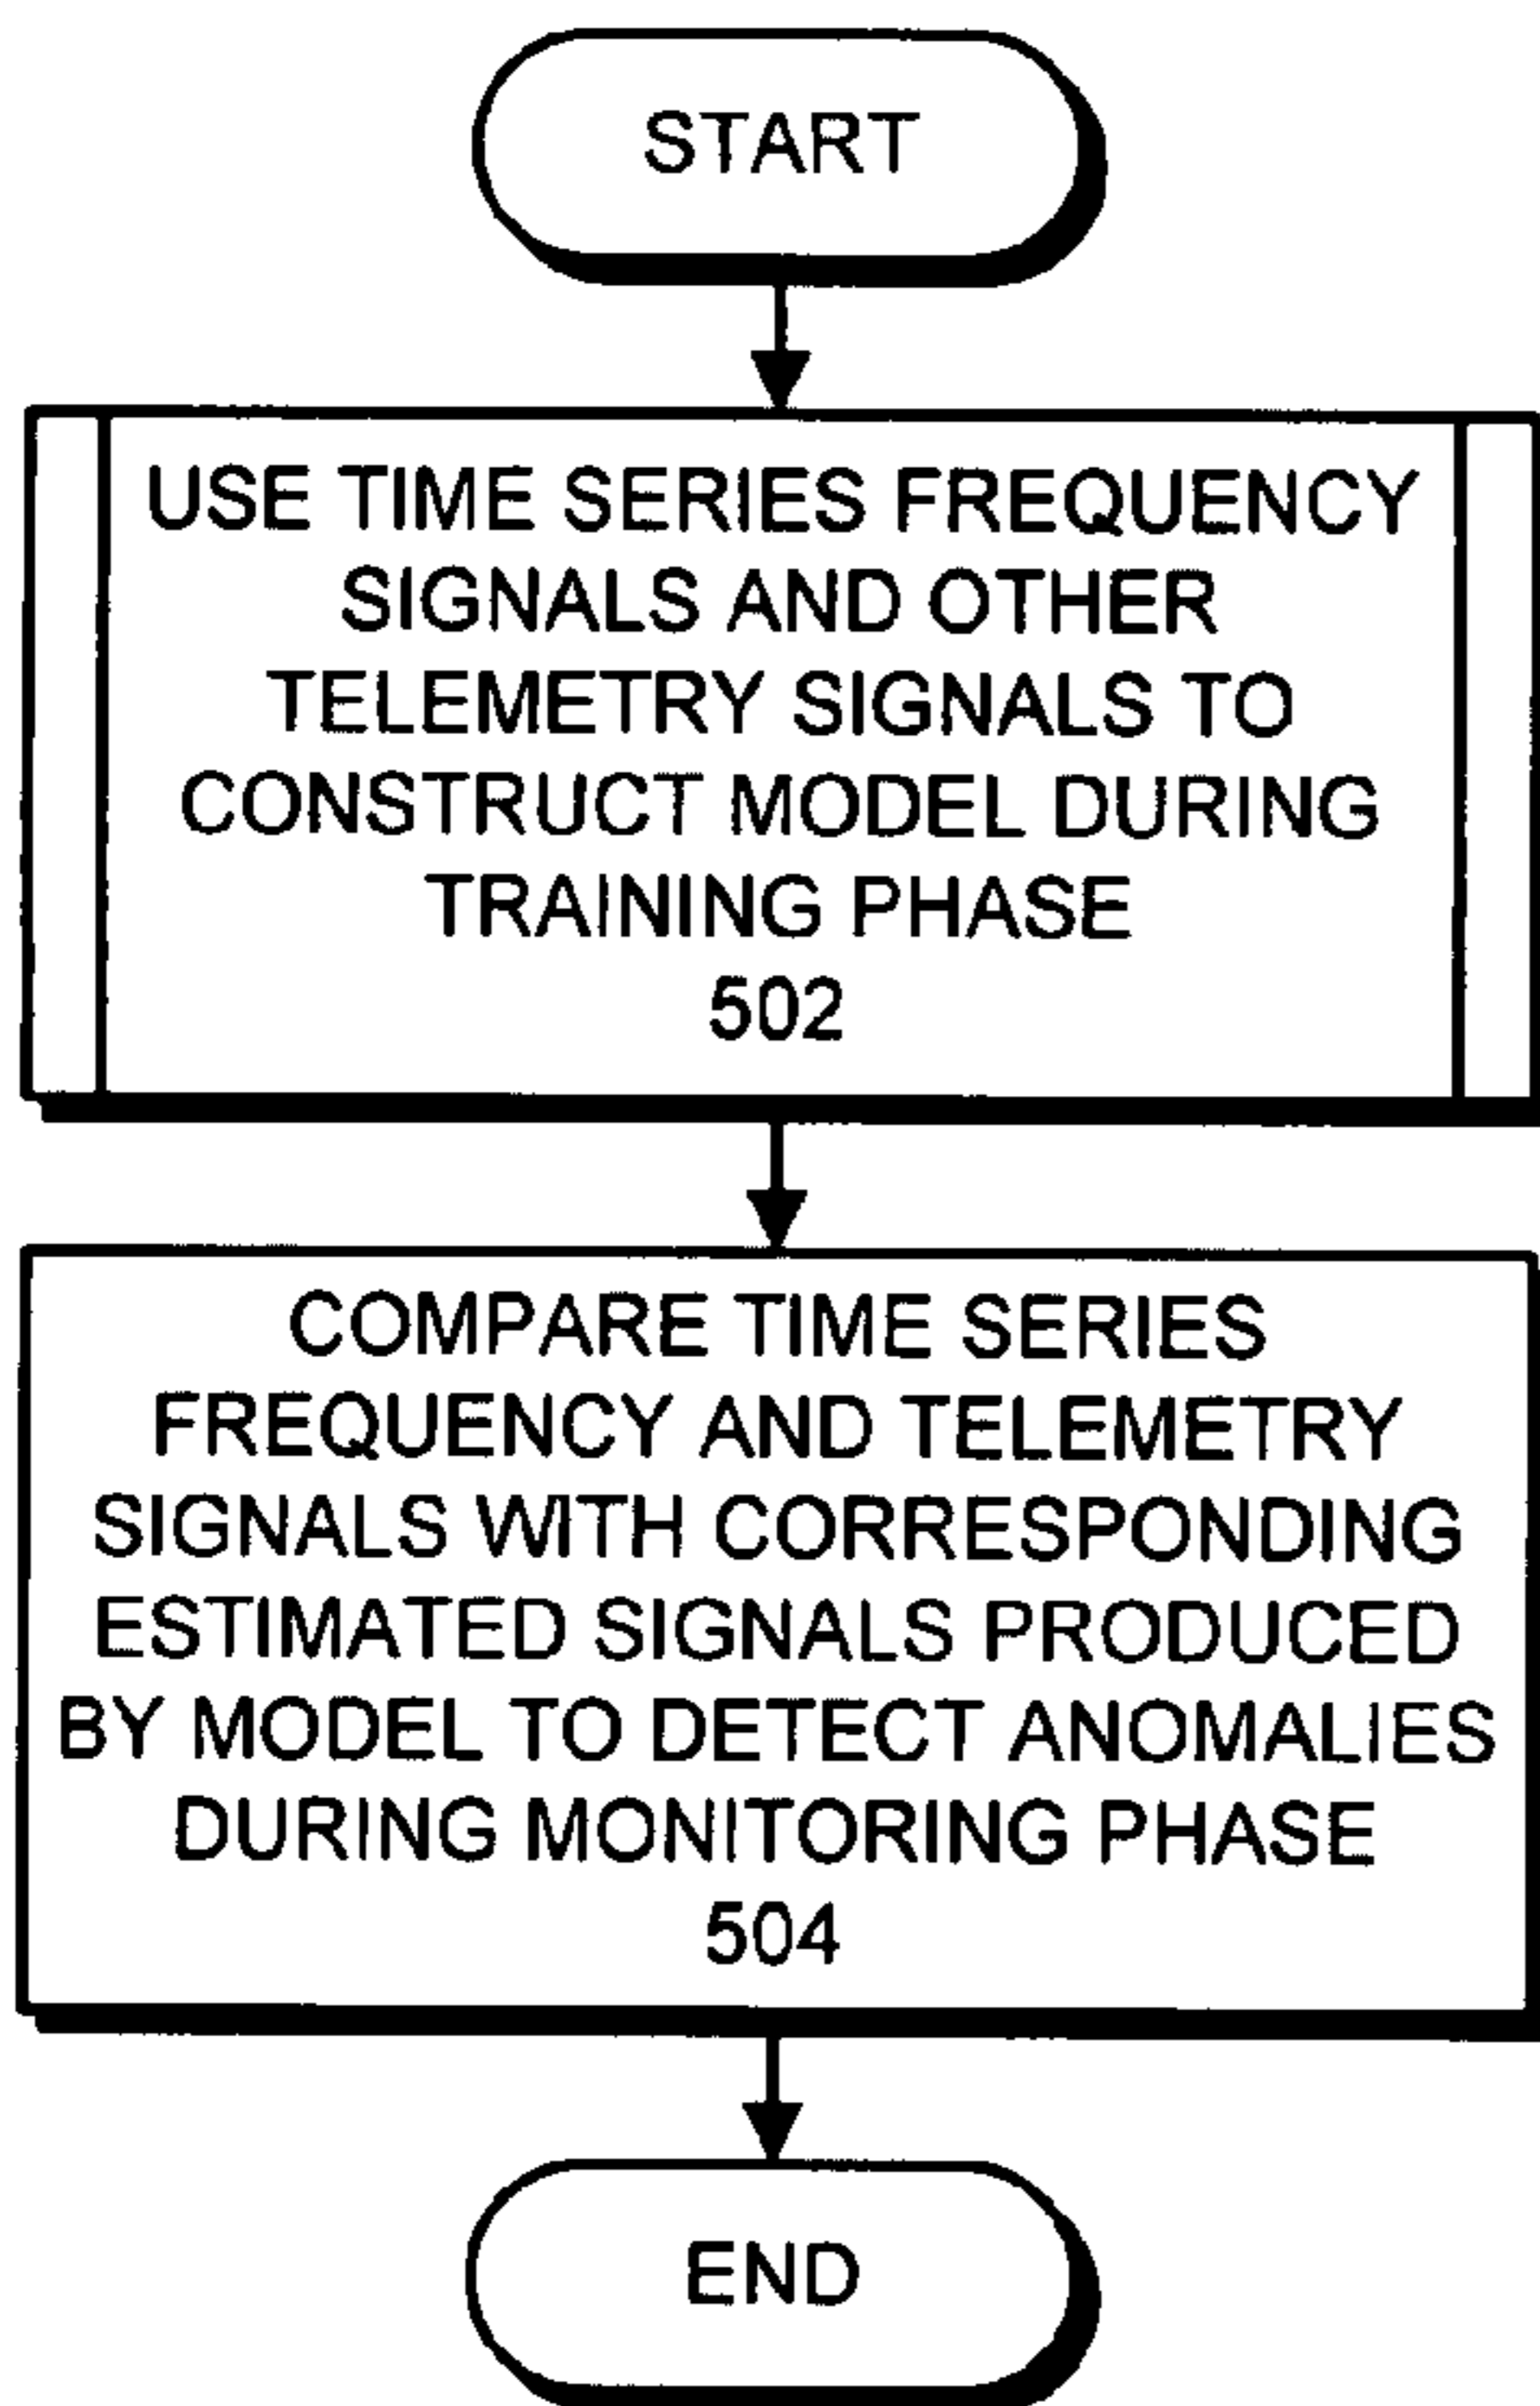 START
USE TIME SERIES FREQUENCY
SIGNALS AND OTHER
TELEMETRY SIGNALS TO
CONSTRUCT MODEL DURING
TRAINING PHASE
502
COMPARE TIME SERIES
FREQUENCY AND TELEMETRY
SIGNALS WITH CORRESPONDING
ESTIMATED SIGNALS PRODUCED
BY MODEL TO DETECT ANOMALIES
DURING MONITORING PHASE
504
END